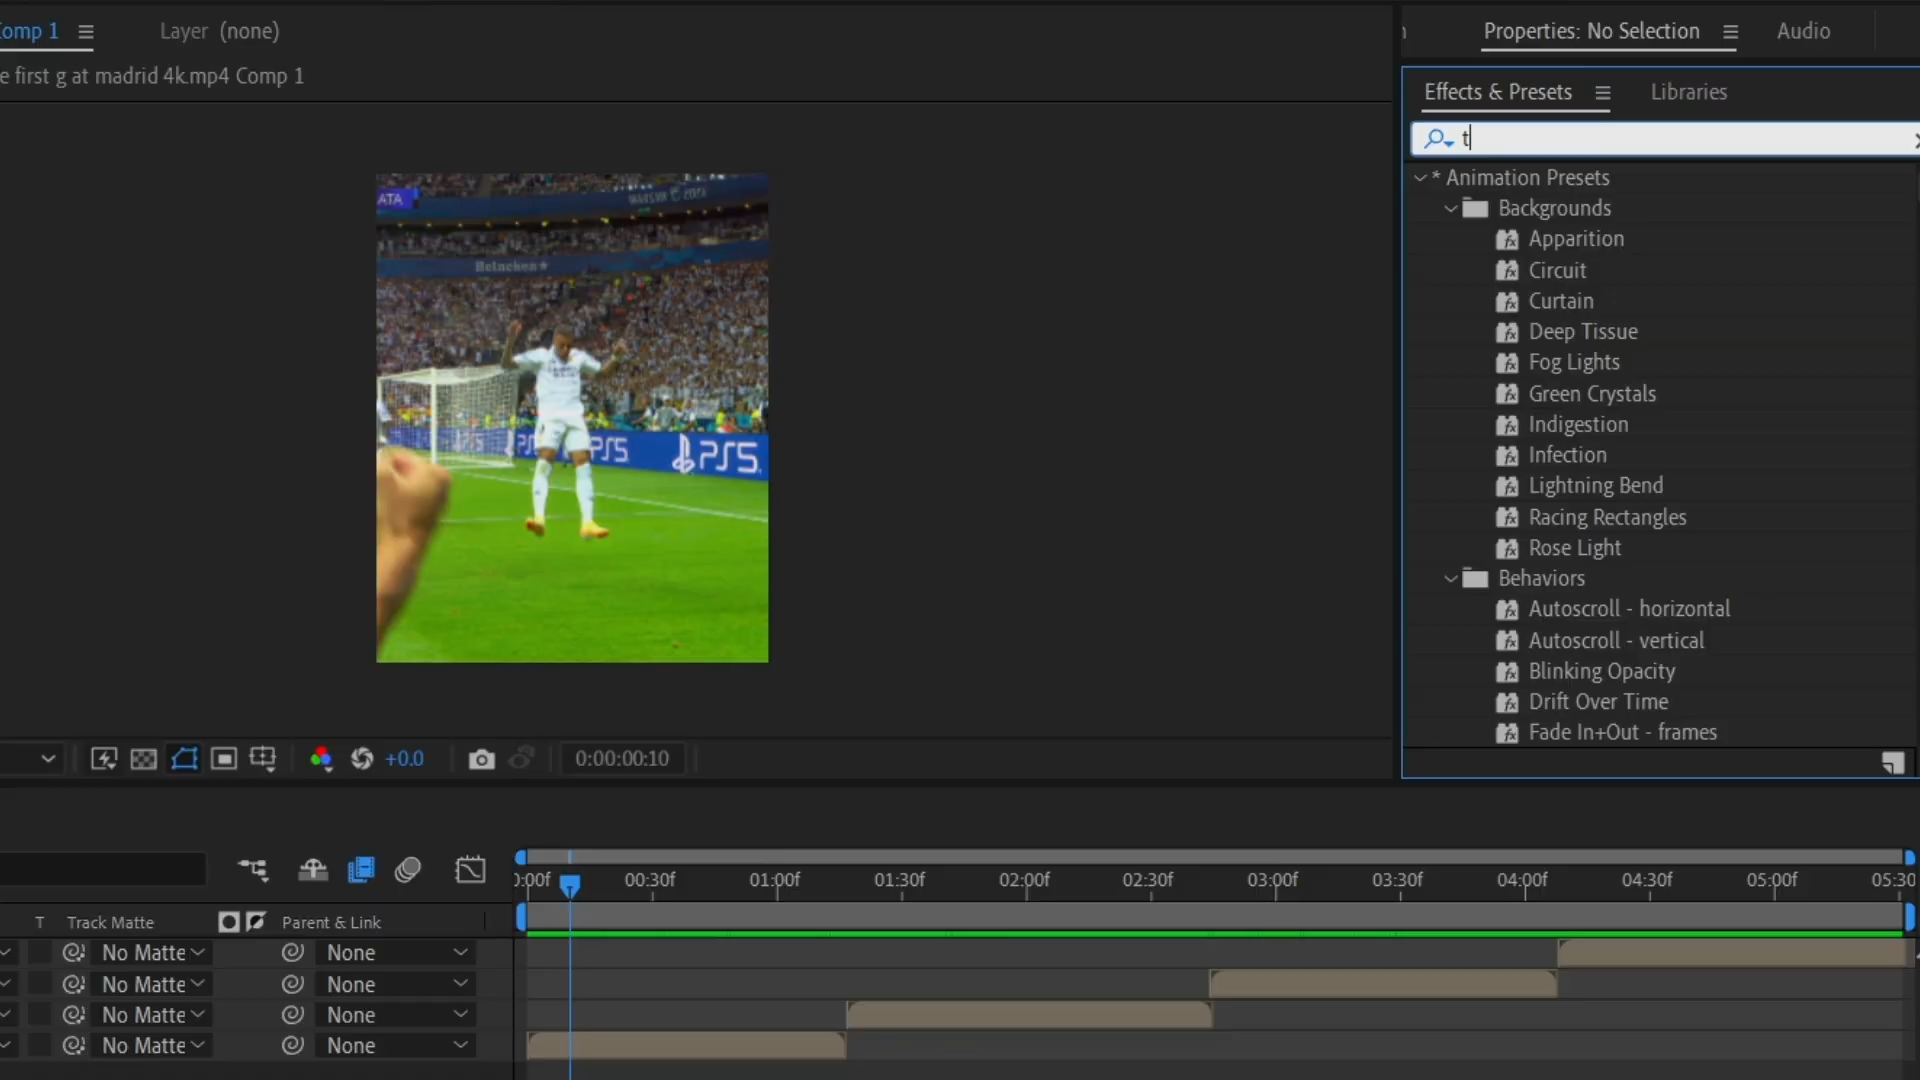 Comp 1
Layer (none)
Properties: No Selection
Audio
e first g at madrid 4k.mp4 Comp 1
Effects & Presets
Libraries
t
* Animation Presets
Backgrounds
Apparition
Circuit
Curtain
Deep Tissue
Fog Lights
Green Crystals
Indigestion
Infection
Lightning Bend
Racing Rectangles
Rose Light
Behaviors
Autoscroll - horizontal
Autoscroll - vertical
Blinking Opacity
Drift Over Time
Fade In+Out - frames
ATA
Heineken
PS5
PS5
+0.0
0:00:00:10
0:00f 00:30f 01:00f 01:30f 02:00f 02:30f 03:00f 03:30f 04:00f 04:30f 05:00f 05:30
T Track Matte Parent & Link
No Matte None
No Matte None
No Matte None
No Matte None